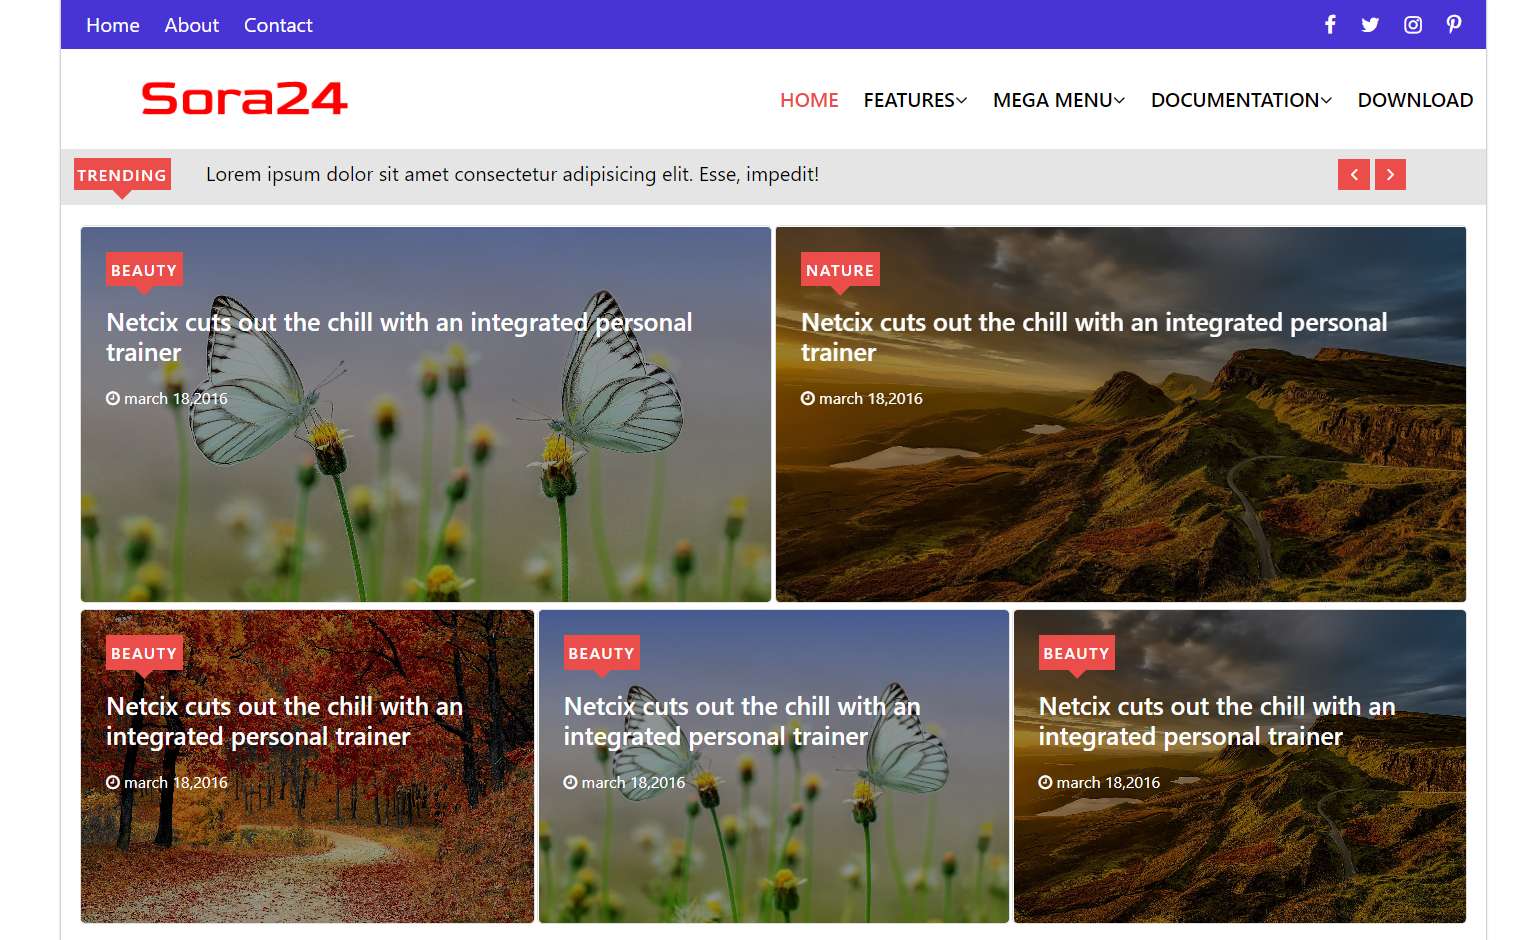 Home About Contact
Sora24
HOME FEATURES MEGA MENU DOCUMENTATION DOWNLOAD
TRENDING
Lorem ipsum dolor sit amet consectetur adipisicing elit. Esse, impedit!
BEAUTY
Netcix cuts out the chill with an integrated personal
trainer
march 18,2016
NATURE
Netcix cuts out the chill with an integrated personal
trainer
march 18,2016
BEAUTY
Netcix cuts out the chill with an
integrated personal trainer
march 18,2016
BEAUTY
Netcix cuts out the chill with an
integrated personal trainer
march 18,2016
BEAUTY
Netcix cuts out the chill with an
integrated personal trainer
march 18,2016